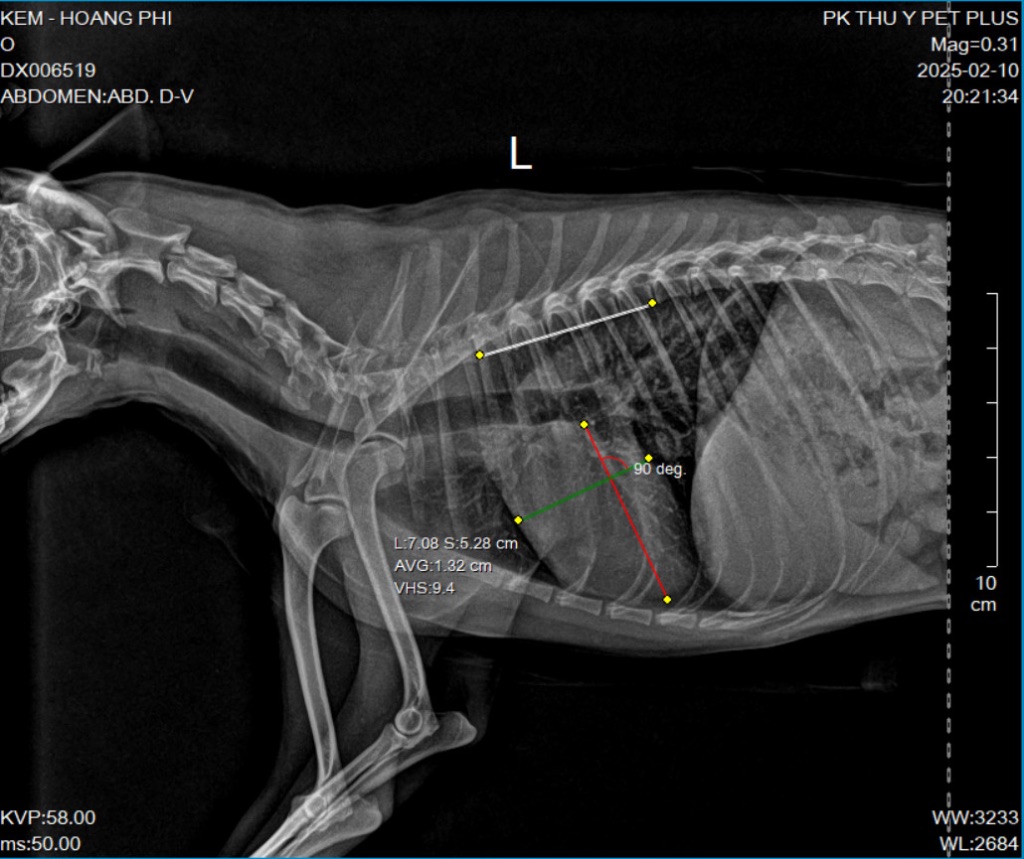 KEM - HOANG PHI
O
DX006519
ABDOMEN:ABD. D-V
PK THU Y PET PLUS
Mag=0.31
2025-02-10
20:21:34
L
90 deg.
L:7.08 S:5.28 cm
AVG:1.32 cm
VHS:9.4
10
cm
KVP:58.00
ms:50.00
WW:3233
WL:2684